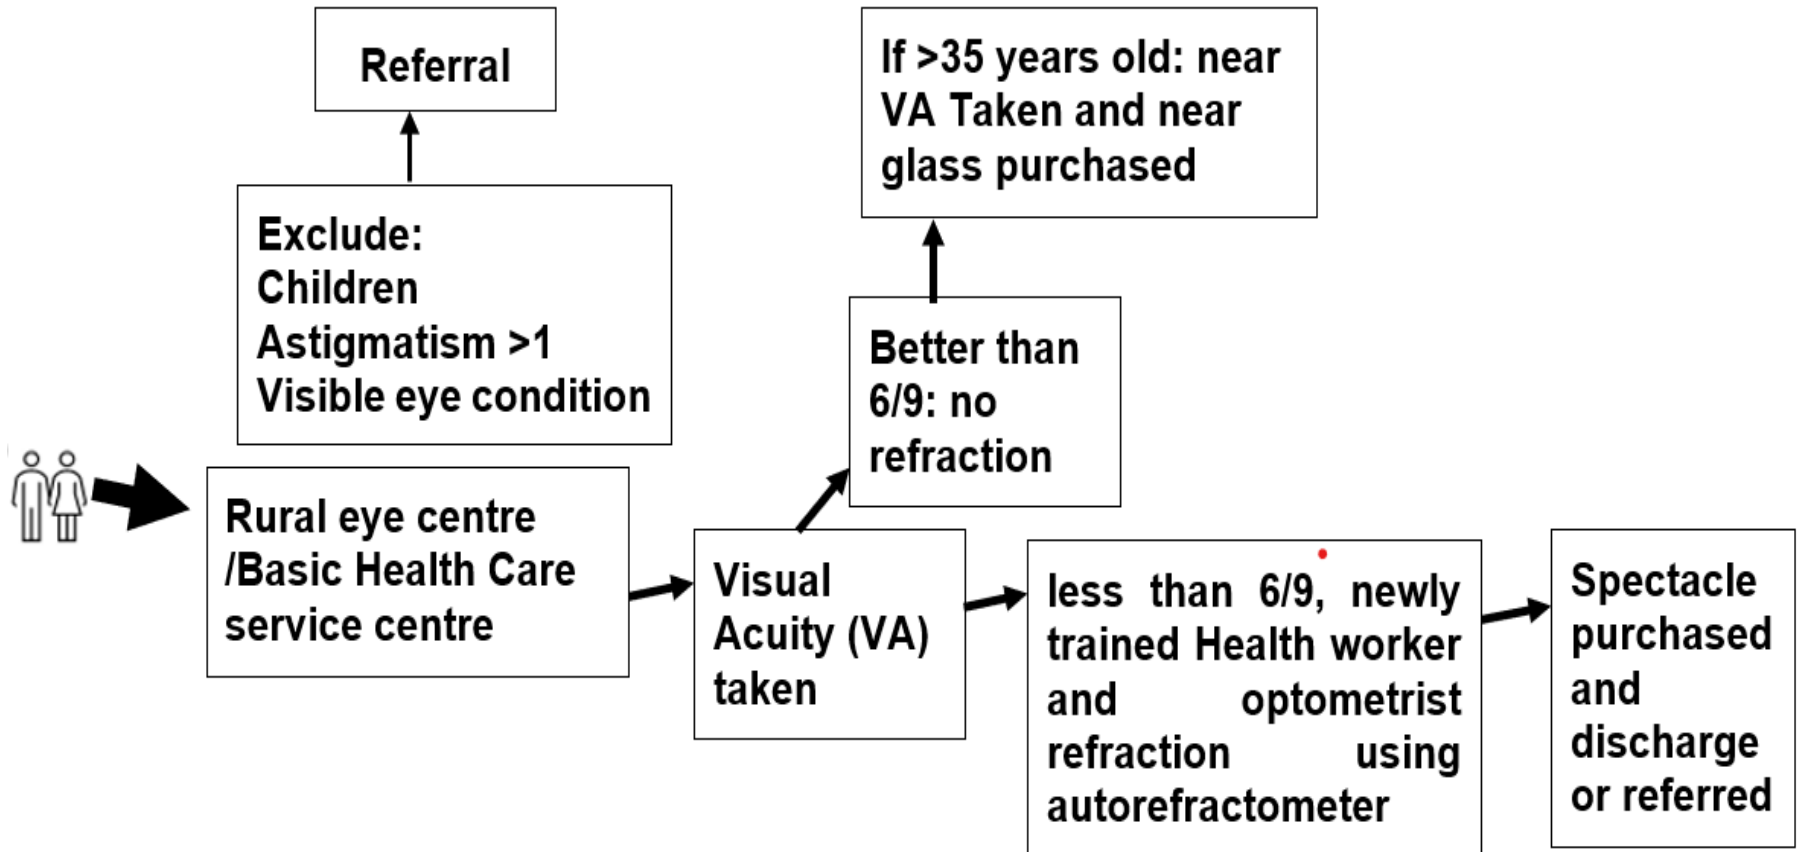 Referral
If >35 years old: near
VA Taken and near
glass purchased
Exclude:
Children
Astigmatism >1
Visible eye condition
Better than
6/9: no
refraction
Rural eye centre
/Basic Health Care
service centre
Visual
Acuity (VA)
taken
less than 6/9, newly
trained Health worker
and optometrist
refraction using
autorefractometer
Spectacle
purchased
and
discharge
or referred